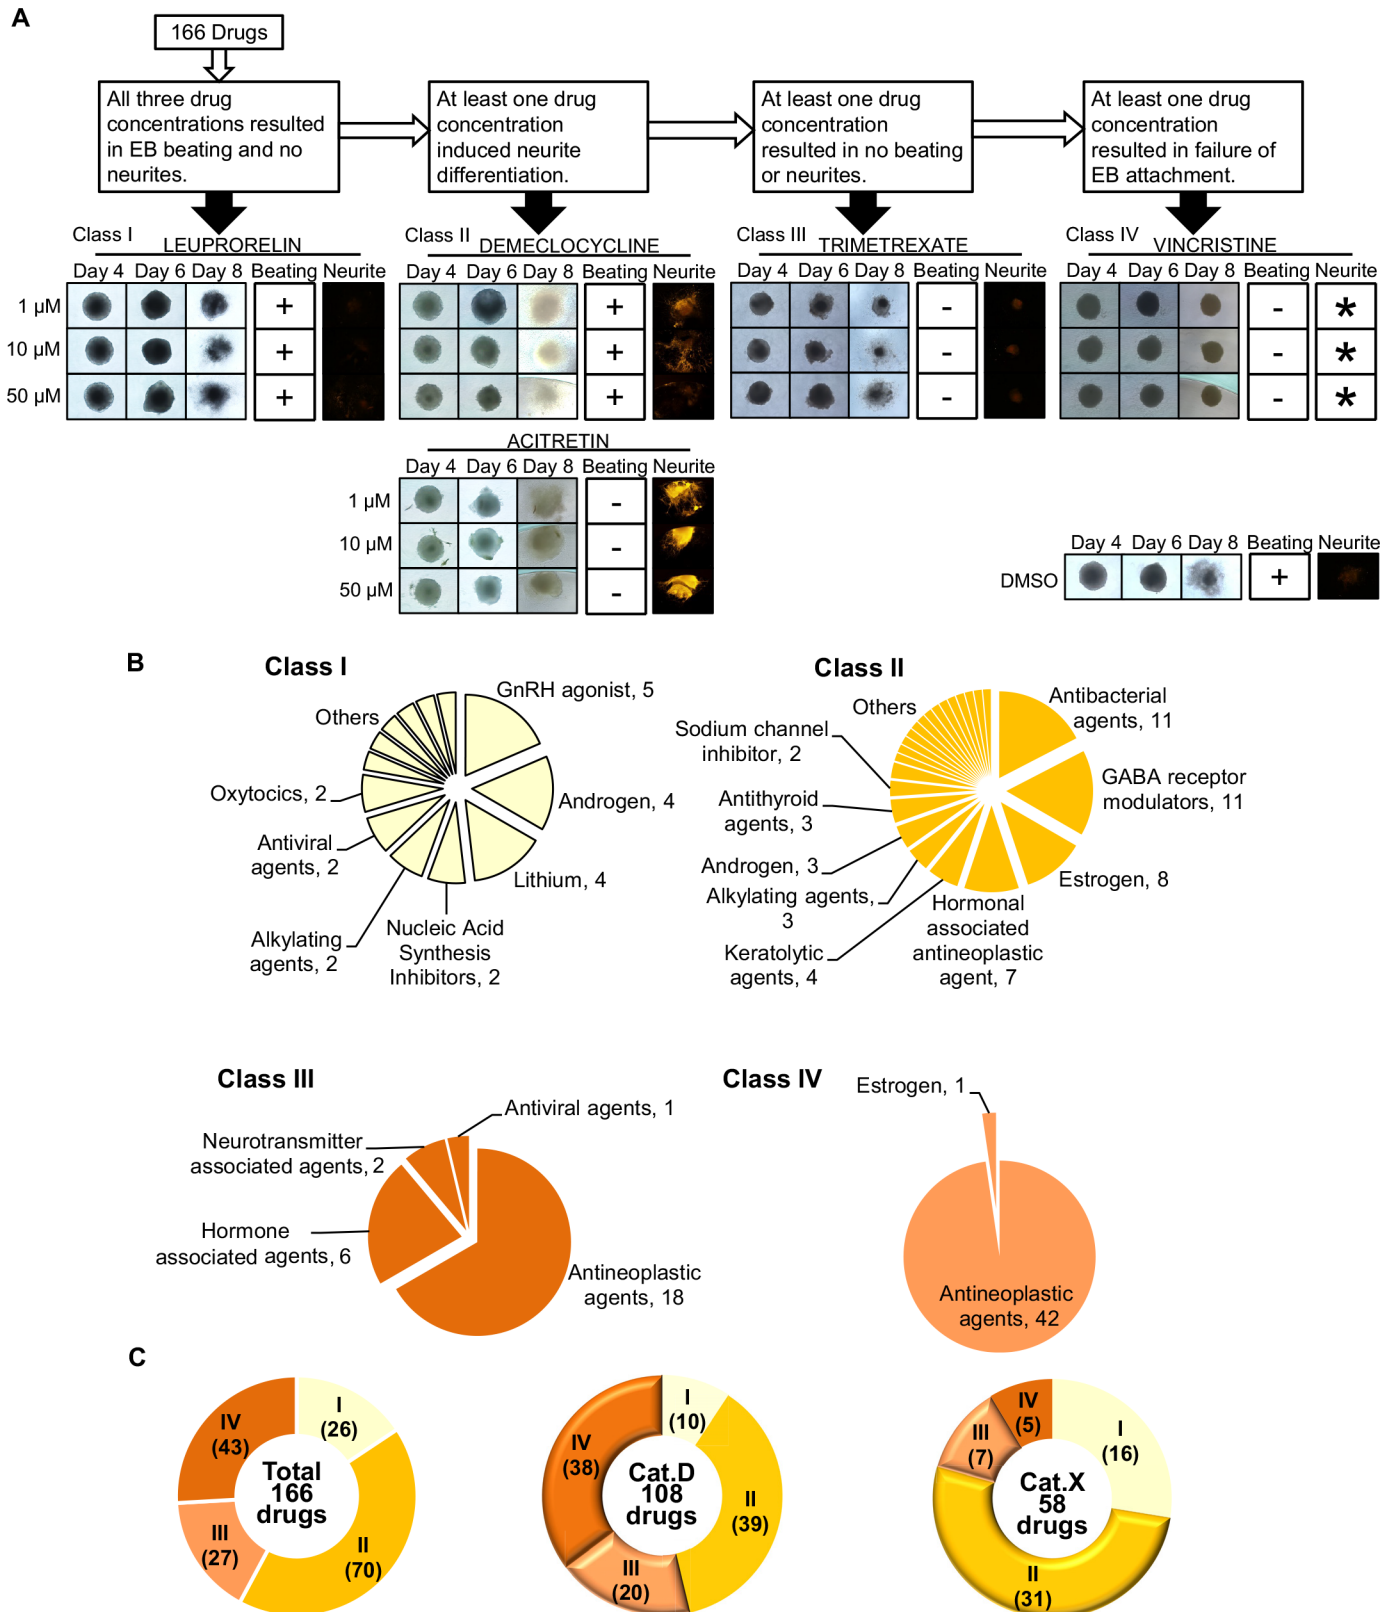 A
166 Drugs
All three drug
concentrations resulted
in EB beating and no
neurites.
At least one drug
concentration
induced neurite
differentiation.
At least one drug
concentration
resulted in no beating
or neurites.
At least one drug
concentration
resulted in failure of
EB attachment.
Class I
LEUPRORELIN
Day 4 Day 6 Day 8 Beating Neurite
1 µM + 
10 µM +
50 µM +
Class II
DEMECLOCYCLINE
Day 4 Day 6 Day 8 Beating Neurite
+
+
+
Class III
TRIMETREXATE
Day 4 Day 6 Day 8 Beating Neurite
-
-
-
Class IV
VINCRISTINE
Day 4 Day 6 Day 8 Beating Neurite
- *
- *
- *
ACITRETIN
Day 4 Day 6 Day 8 Beating Neurite
1 µM -
10 µM -
50 µM -
Day 4 Day 6 Day 8 Beating Neurite
DMSO +
B
Class I
GnRH agonist, 5
Androgen, 4
Lithium, 4
Nucleic Acid
Synthesis
Inhibitors, 2
Alkylating
agents, 2
Antiviral
agents, 2
Oxytocics, 2
Others
Class II
Antibacterial
agents, 11
GABA receptor
modulators, 11
Estrogen, 8
Hormonal
associated
antineoplastic
agent, 7
Keratolytic
agents, 4
Alkylating agents,
3
Androgen, 3
Antithyroid
agents, 3
Sodium channel
inhibitor, 2
Others
Class III
Antiviral agents, 1
Neurotransmitter
associated agents, 2
Hormone
associated agents, 6
Antineoplastic
agents, 18
Class IV
Estrogen, 1
Antineoplastic
agents, 42
C
I
(26)
II
(70)
III
(27)
IV
(43)
Total
166
drugs
I
(10)
II
(39)
III
(20)
IV
(38)
Cat.D
108
drugs
I
(16)
II
(31)
III
(7)
IV
(5)
Cat.X
58
drugs